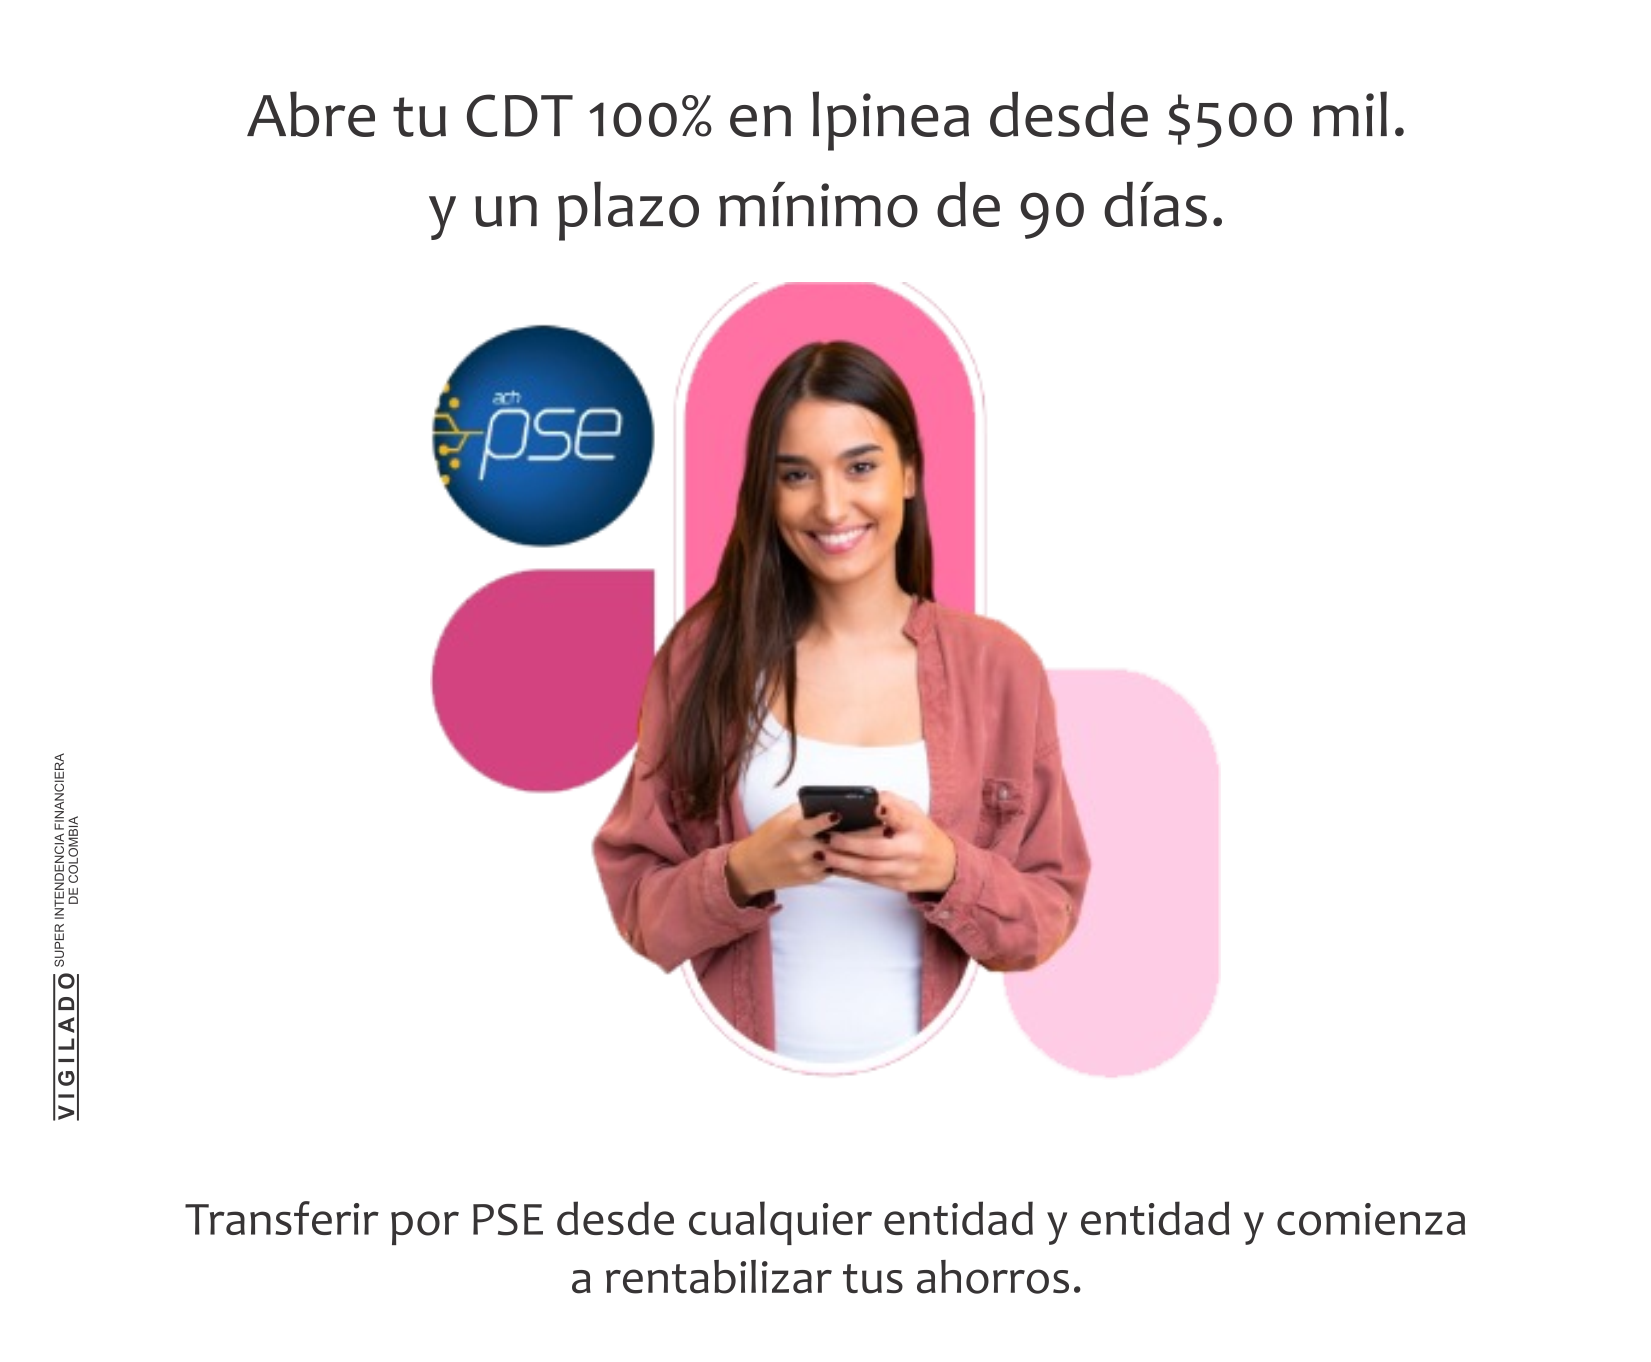 Abre tu CDT 100% en lpinea desde $500 mil.
y un plazo mínimo de 90 días.
ach
pse
VIGILADO SUPER INTENDENCIA FINANCIERA
DE COLOMBIA
Transferir por PSE desde cualquier entidad y entidad y comienza
a rentabilizar tus ahorros.